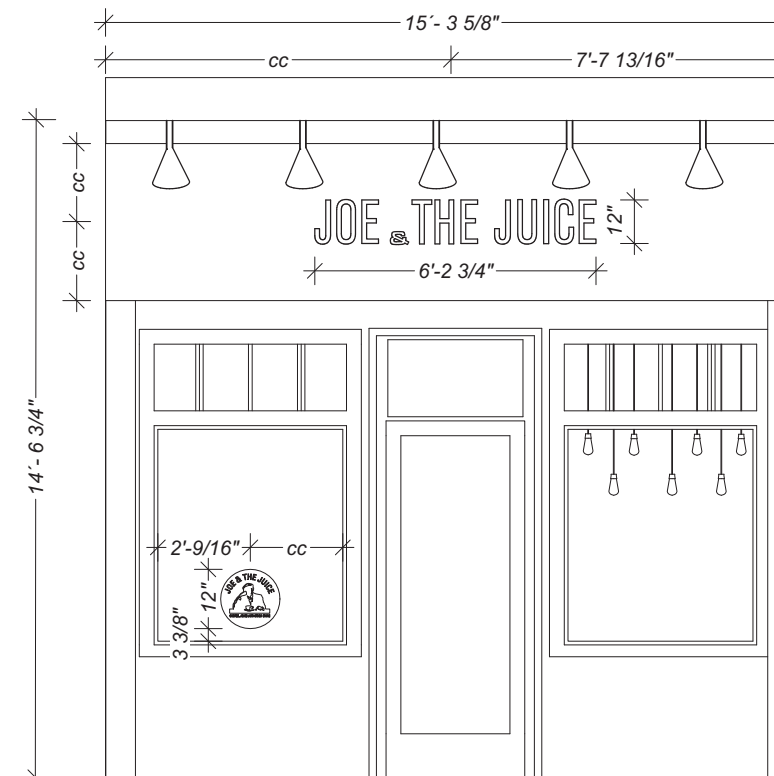 15´- 3 5/8"
cc
7'-7 13/16"
cc
cc
JOE & THE JUICE
12"
6'-2 3/4"
14´- 6 3/4"
2'-9/16"
cc
12"
3 3/8"
JOE & THE JUICE